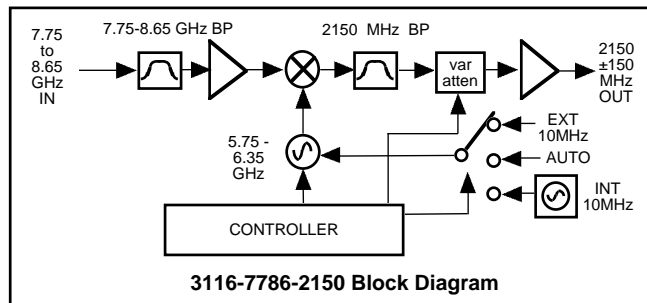 7.75
to
8.65
GHz
IN
7.75-8.65 GHz BP
2150 MHz BP
var
atten
2150
±150
MHz
OUT
5.75 -
6.35
GHz
EXT
10MHz
AUTO
INT
10MHz
CONTROLLER
3116-7786-2150 Block Diagram